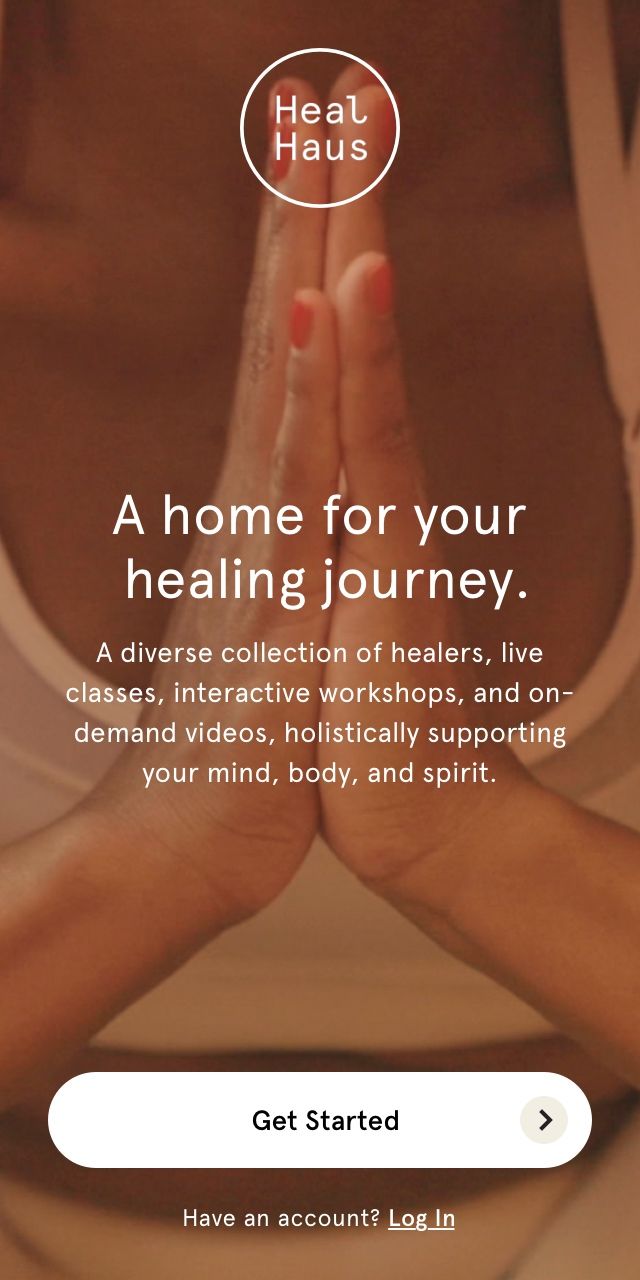 Heal
Haus
A home for your
healing journey.
A diverse collection of healers, live
classes, interactive workshops, and on-
demand videos, holistically supporting
your mind, body, and spirit.
Get Started
Have an account? Log In